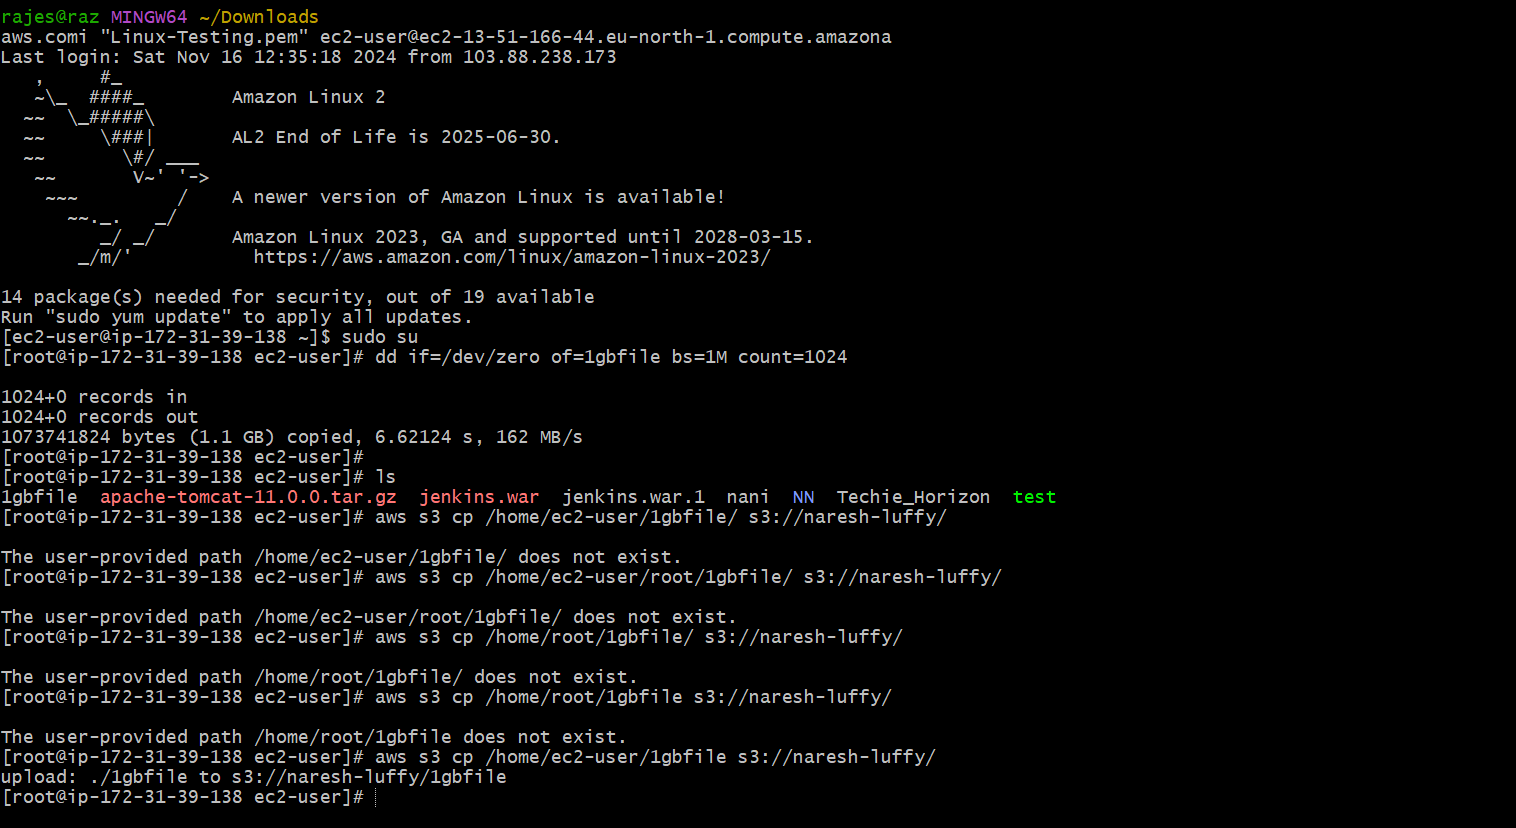 rajes@raz MINGW64 ~/Downloads
aws.comi "Linux-Testing.pem" ec2-user@ec2-13-51-166-44.eu-north-1.compute.amazona
Last login: Sat Nov 16 12:35:18 2024 from 103.88.238.173
   ,     #_
   ~\_  ####_        Amazon Linux 2
  ~~  \_#####\
  ~~     \###|       AL2 End of Life is 2025-06-30.
  ~~       \#/ ___
   ~~       V~' '->
    ~~~         /    A newer version of Amazon Linux is available!
      ~~._.   _/
         _/ _/       Amazon Linux 2023, GA and supported until 2028-03-15.
       _/m/'           https://aws.amazon.com/linux/amazon-linux-2023/
14 package(s) needed for security, out of 19 available
Run "sudo yum update" to apply all updates.
[ec2-user@ip-172-31-39-138 ~]$ sudo su
[root@ip-172-31-39-138 ec2-user]# dd if=/dev/zero of=1gbfile bs=1M count=1024
1024+0 records in
1024+0 records out
1073741824 bytes (1.1 GB) copied, 6.62124 s, 162 MB/s
[root@ip-172-31-39-138 ec2-user]#
[root@ip-172-31-39-138 ec2-user]# ls
1gbfile  apache-tomcat-11.0.0.tar.gz  jenkins.war  jenkins.war.1  nani  NN  Techie_Horizon  test
[root@ip-172-31-39-138 ec2-user]# aws s3 cp /home/ec2-user/1gbfile/ s3://naresh-luffy/
The user-provided path /home/ec2-user/1gbfile/ does not exist.
[root@ip-172-31-39-138 ec2-user]# aws s3 cp /home/ec2-user/root/1gbfile/ s3://naresh-luffy/
The user-provided path /home/ec2-user/root/1gbfile/ does not exist.
[root@ip-172-31-39-138 ec2-user]# aws s3 cp /home/root/1gbfile/ s3://naresh-luffy/
The user-provided path /home/root/1gbfile/ does not exist.
[root@ip-172-31-39-138 ec2-user]# aws s3 cp /home/root/1gbfile s3://naresh-luffy/
The user-provided path /home/root/1gbfile does not exist.
[root@ip-172-31-39-138 ec2-user]# aws s3 cp /home/ec2-user/1gbfile s3://naresh-luffy/
upload: ./1gbfile to s3://naresh-luffy/1gbfile
[root@ip-172-31-39-138 ec2-user]#